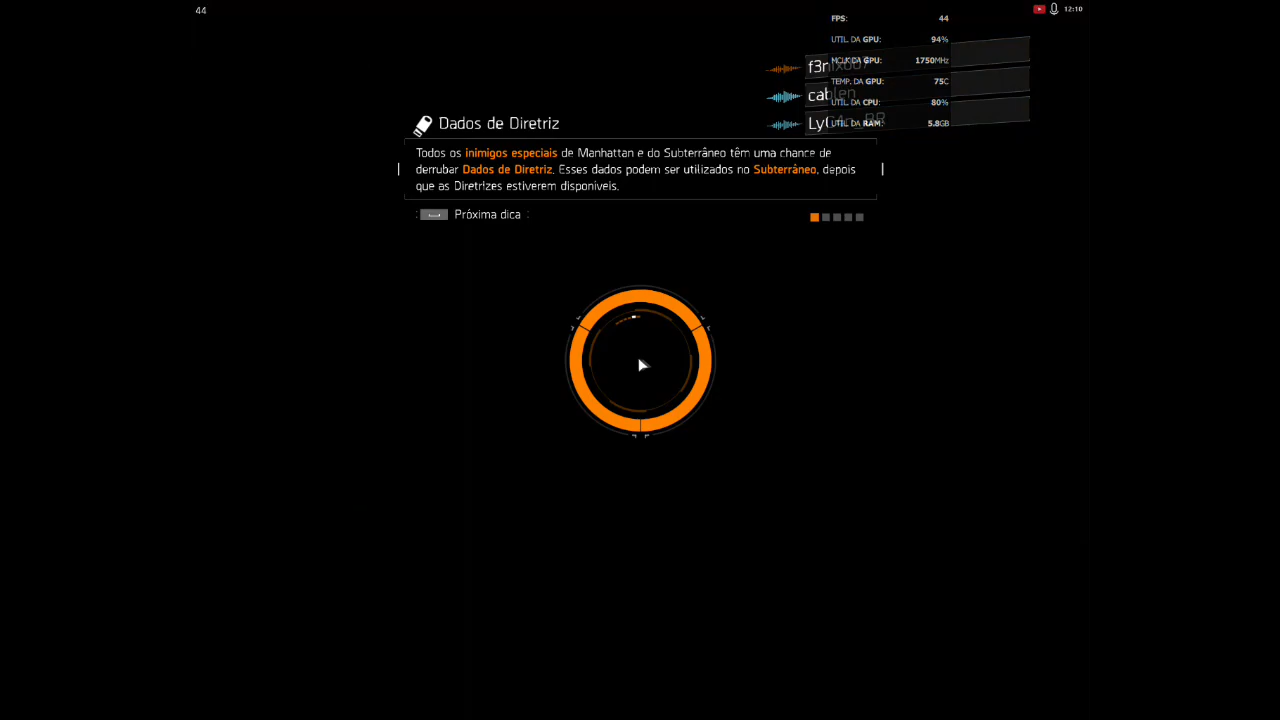 44
12:10
FPS: 44
UTIL. DA GPU: 94%
MCLK DA GPU: 1750MHz
TEMP. DA GPU: 75C
UTIL. DA CPU: 80%
UTIL. DA RAM: 5.8GB
Dados de Diretriz
Todos os inimigos especiais de Manhattan e do Subterrâneo têm uma chance de
derrubar Dados de Diretriz. Esses dados podem ser utilizados no Subterrâneo, depois
que as Diretrizes estiverem disponíveis.
Próxima dica